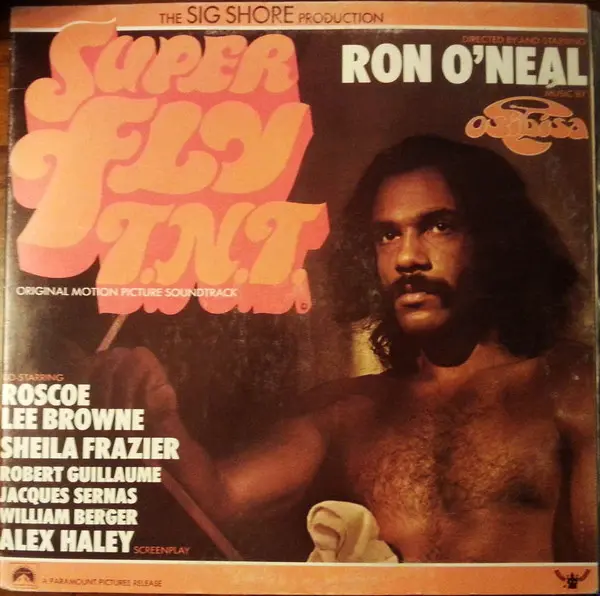 THE SIG SHORE PRODUCTION
SUPER
FLY
T.N.T.
ORIGINAL MOTION PICTURE SOUNDTRACK
DIRECTED BY AND STARRING
RON O'NEAL
MUSIC BY
OSIBISA
CO-STARRING
ROSCOE
LEE BROWNE
SHEILA FRAZIER
ROBERT GUILLAUME
JACQUES SERNAS
WILLIAM BERGER
ALEX HALEY SCREENPLAY
A PARAMOUNT PICTURES RELEASE